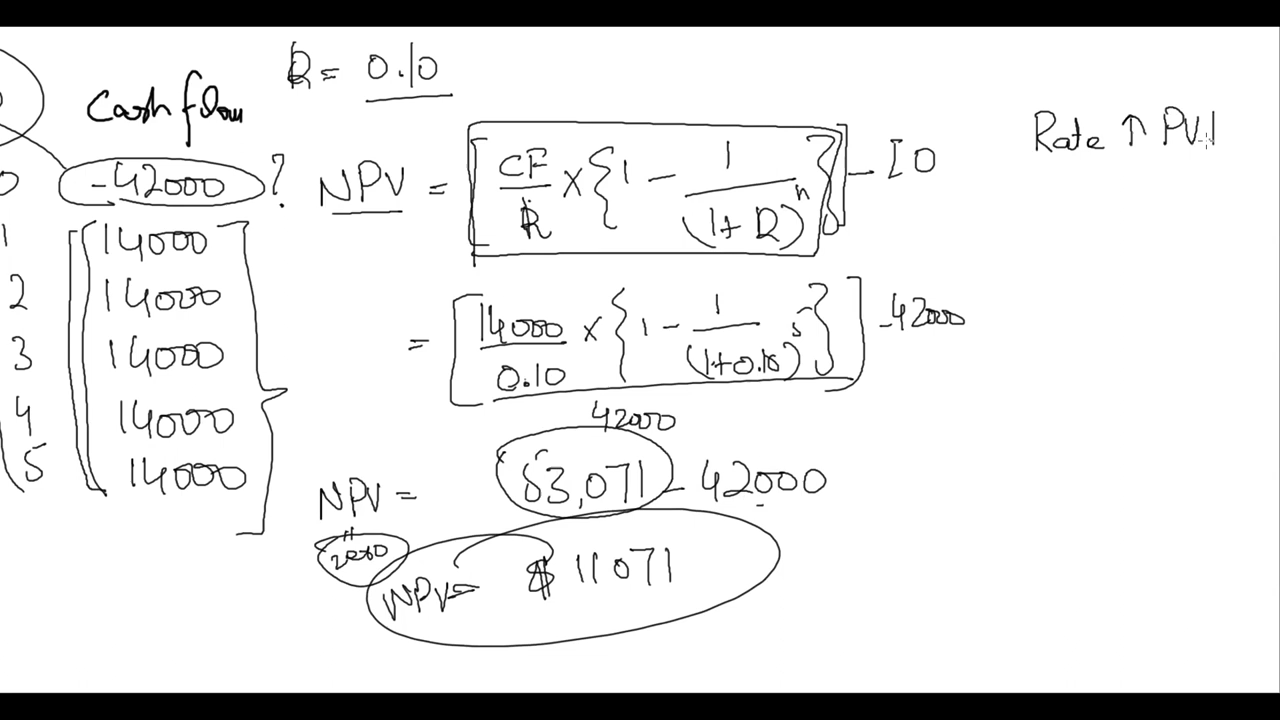 R = 0.10
Cash flow
0 -42000 ?
1 14000
2 14000
3 14000
4 14000
5 14000
NPV = [ CF/R × { 1 - 1/(1+R)^n } ] - IO
= [ 14000/0.10 × { 1 - 1/(1+0.10)^5 } ] - 42000
42000
NPV = 53,071 - 42000
zero
NPV = $ 11071
Rate ↑ PV